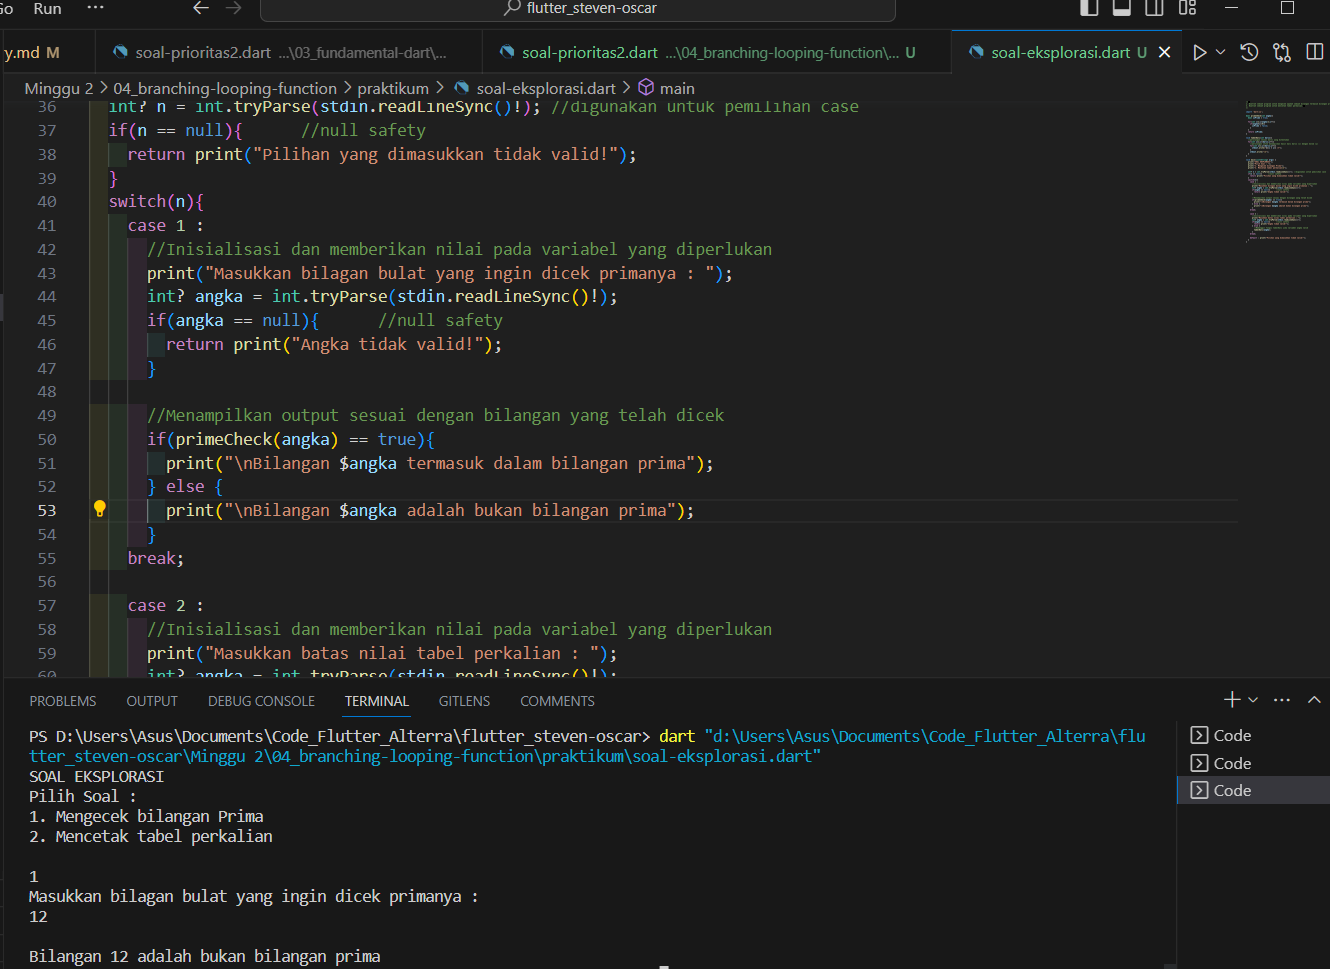 Go Run ··· ← → flutter_steven-oscar
y.md M soal-prioritas2.dart ...\03_fundamental-dart\... soal-prioritas2.dart ...\04_branching-looping-function\... U soal-eksplorasi.dart U
Minggu 2 > 04_branching-looping-function > praktikum > soal-eksplorasi.dart > main
36 int? n = int.tryParse(stdin.readLineSync()!); //digunakan untuk pemilihan case
37 if(n == null){ //null safety
38 return print("Pilihan yang dimasukkan tidak valid!");
39 }
40 switch(n){
41 case 1 :
42 //Inisialisasi dan memberikan nilai pada variabel yang diperlukan
43 print("Masukkan bilagan bulat yang ingin dicek primanya : ");
44 int? angka = int.tryParse(stdin.readLineSync()!);
45 if(angka == null){ //null safety
46 return print("Angka tidak valid!");
47 }
48
49 //Menampilkan output sesuai dengan bilangan yang telah dicek
50 if(primeCheck(angka) == true){
51 print("\nBilangan $angka termasuk dalam bilangan prima");
52 } else {
53 print("\nBilangan $angka adalah bukan bilangan prima");
54 }
55 break;
56
57 case 2 :
58 //Inisialisasi dan memberikan nilai pada variabel yang diperlukan
59 print("Masukkan batas nilai tabel perkalian : ");
60 int? angka = int.tryParse(stdin.readLineSync()!);
PROBLEMS OUTPUT DEBUG CONSOLE TERMINAL GITLENS COMMENTS
PS D:\Users\Asus\Documents\Code_Flutter_Alterra\flutter_steven-oscar> dart "d:\Users\Asus\Documents\Code_Flutter_Alterra\flu
tter_steven-oscar\Minggu 2\04_branching-looping-function\praktikum\soal-eksplorasi.dart"
SOAL EKSPLORASI
Pilih Soal :
1. Mengecek bilangan Prima
2. Mencetak tabel perkalian
1
Masukkan bilagan bulat yang ingin dicek primanya :
12
Bilangan 12 adalah bukan bilangan prima
Code
Code
Code